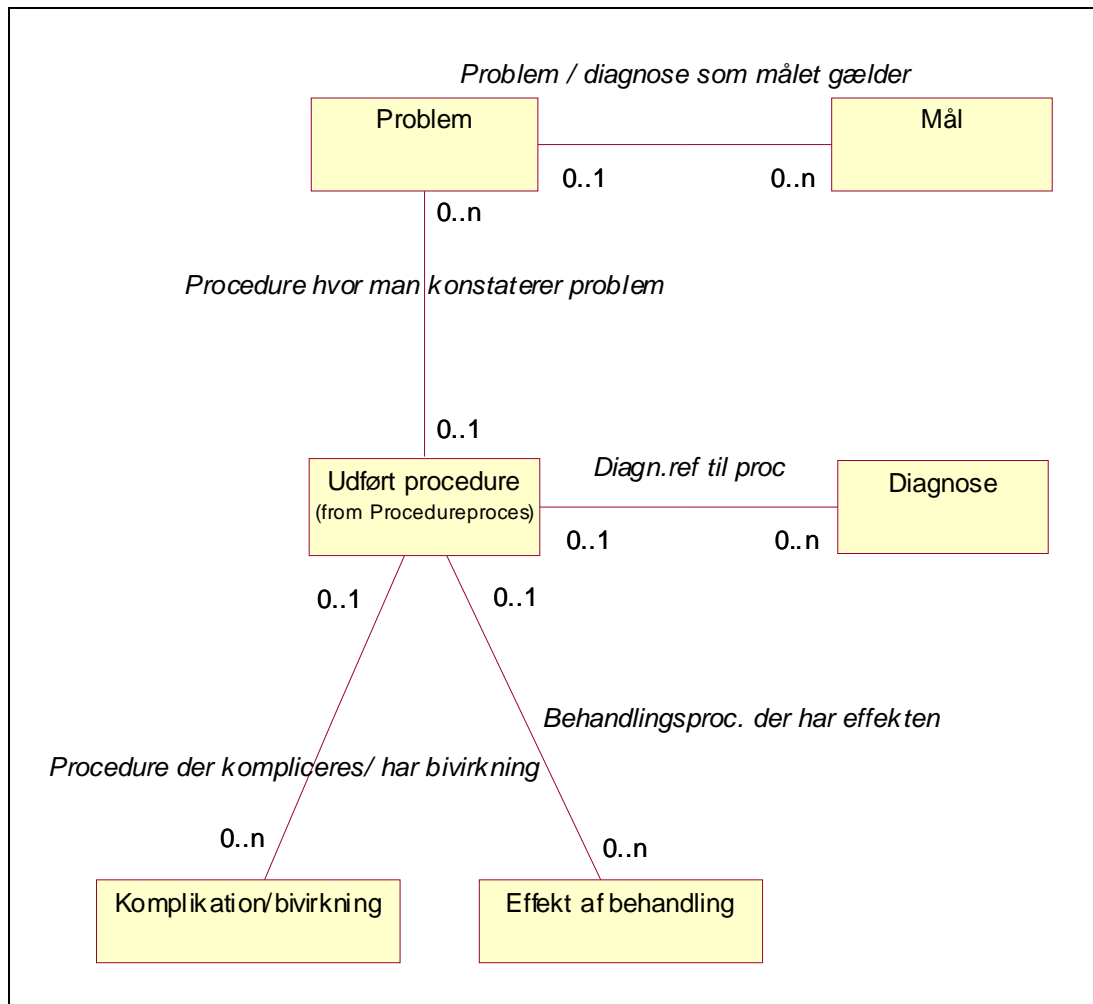 Problem / diagnose som målet gælder
Problem
Mål
0..1
0..n
0..n
Procedure hvor man konstaterer problem
0..1
Udført procedure
(from Procedureproces)
Diagn.ref til proc
Diagnose
0..1
0..n
0..1
0..1
Behandlingsproc. der har effekten
Procedure der kompliceres/ har bivirkning
0..n
0..n
Komplikation/bivirkning
Effekt af behandling